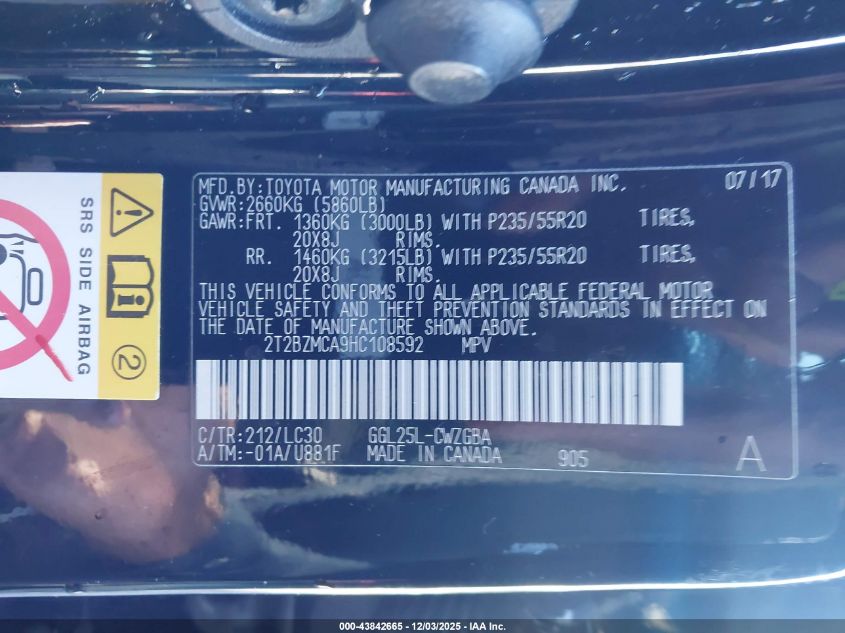 MFD.BY:TOYOTA MOTOR MANUFACTURING CANADA INC. 07/17
GVWR:2660KG (5860LB)
GAWR:FRT. 1360KG (3000LB) WITH P235/55R20 TIRES,
20X8J RIMS.
RR. 1460KG (3215LB) WITH P235/55R20 TIRES,
20X8J RIMS.
THIS VEHICLE CONFORMS TO ALL APPLICABLE FEDERAL MOTOR
VEHICLE SAFETY AND THEFT PREVENTION STANDARDS IN EFFECT ON
THE DATE OF MANUFACTURE SHOWN ABOVE.
2T2BZMCA9HC108592 MPV
C/TR:212/LC30 GGL25L-CWZGBA
A/TM:-01A/U881F MADE IN CANADA 905 A
SRS SIDE AIRBAG
2
000-43842665 - 12/03/2025 - IAA Inc.